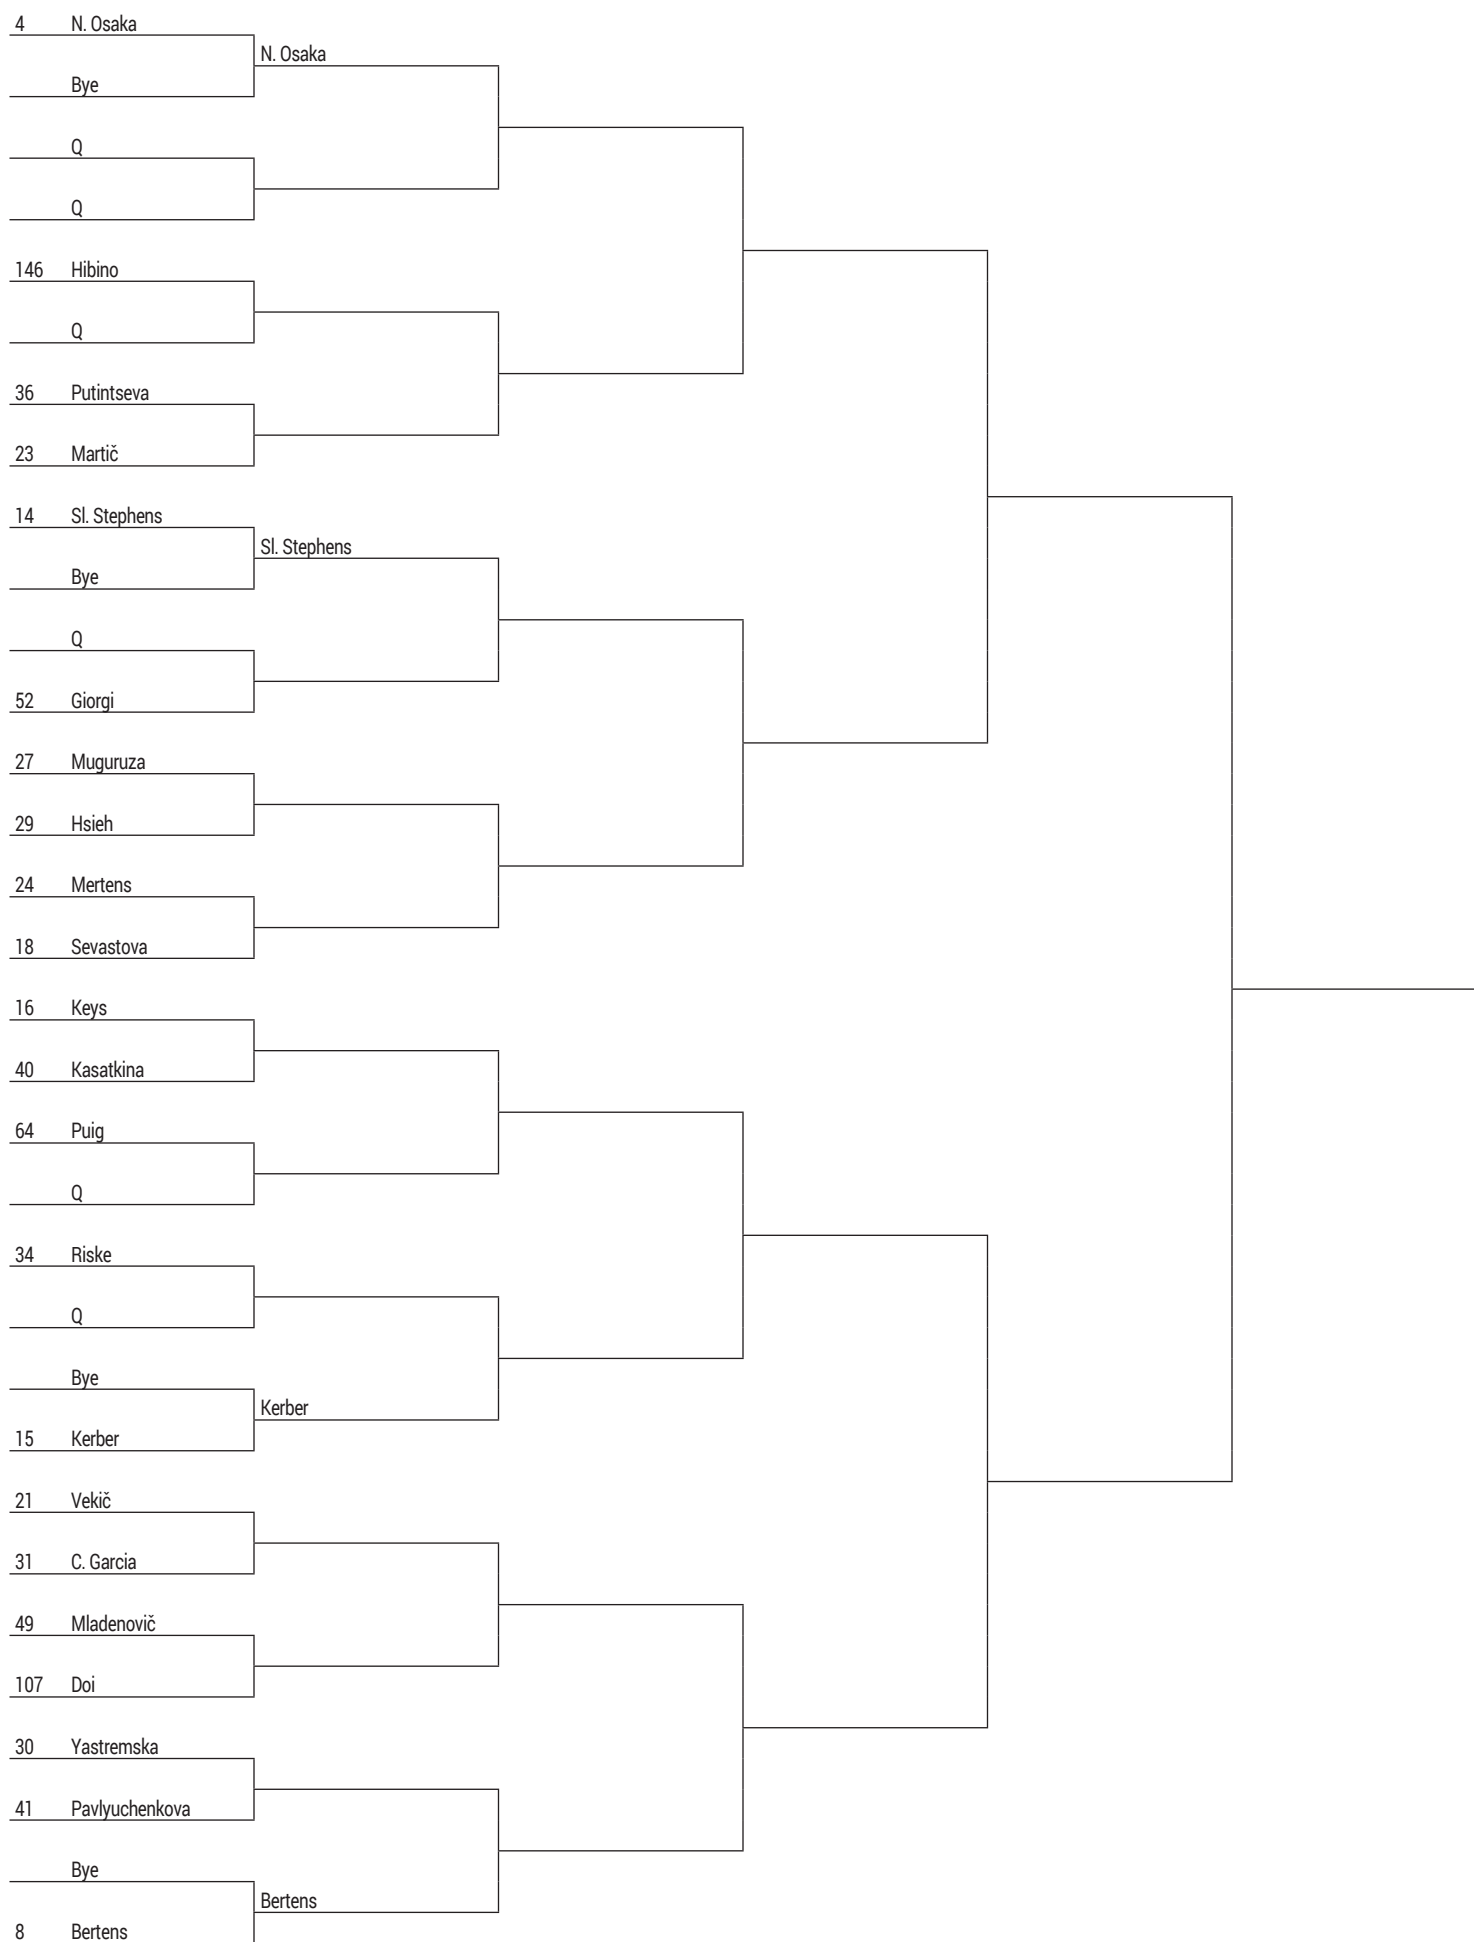 4 N. Osaka
N. Osaka
Bye
Q
Q
146 Hibino
Q
36 Putintseva
23 Martič
14 Sl. Stephens
Sl. Stephens
Bye
Q
52 Giorgi
27 Muguruza
29 Hsieh
24 Mertens
18 Sevastova
16 Keys
40 Kasatkina
64 Puig
Q
34 Riske
Q
Bye
Kerber
15 Kerber
21 Vekič
31 C. Garcia
49 Mladenovič
107 Doi
30 Yastremska
41 Pavlyuchenkova
Bye
Bertens
8 Bertens